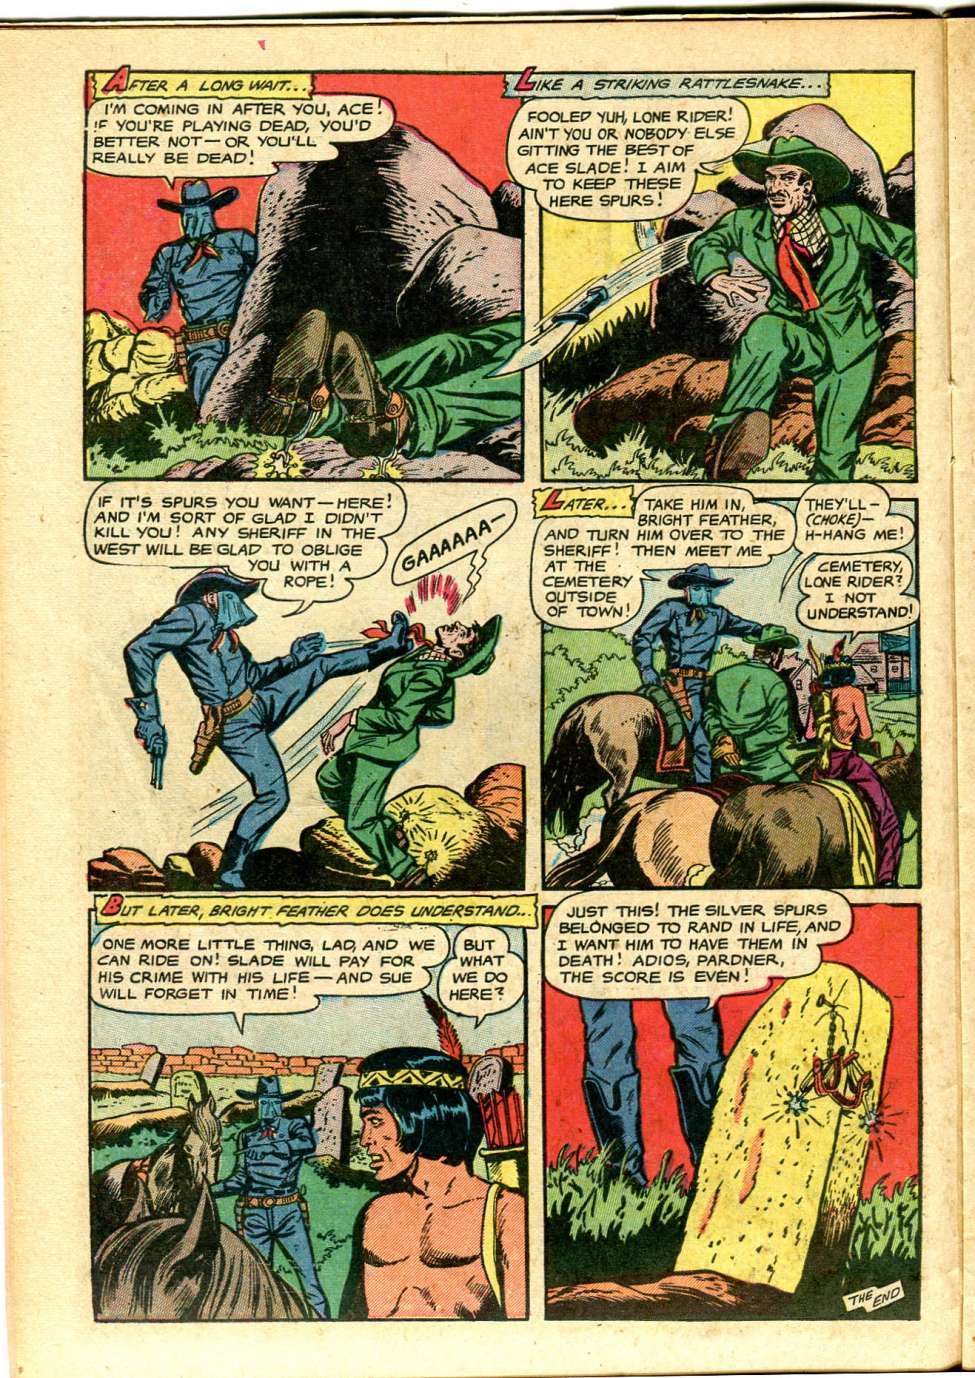 AFTER A LONG WAIT...
I'M COMING IN AFTER YOU, ACE!
IF YOU'RE PLAYING DEAD, YOU'D
BETTER NOT—OR YOU'LL
REALLY BE DEAD!
LIKE A STRIKING RATTLESNAKE...
FOOLED YUH, LONE RIDER!
AIN'T YOU OR NOBODY ELSE
GITTING THE BEST OF
ACE SLADE! I AIM
TO KEEP THESE
HERE SPURS!
IF IT'S SPURS YOU WANT—HERE!
AND I'M SORT OF GLAD I DIDN'T
KILL YOU! ANY SHERIFF IN THE
WEST WILL BE GLAD TO OBLIGE
YOU WITH A
ROPE!
GAAAAAA—
LATER...
TAKE HIM IN,
BRIGHT FEATHER,
AND TURN HIM OVER TO THE
SHERIFF! THEN MEET ME
AT THE
CEMETERY
OUTSIDE
OF TOWN!
THEY'LL-
(CHOKE)—
H-HANG ME!
CEMETERY,
LONE RIDER?
I NOT
UNDERSTAND!
BUT LATER, BRIGHT FEATHER DOES UNDERSTAND...
ONE MORE LITTLE THING, LAD, AND WE
CAN RIDE ON! SLADE WILL PAY FOR
HIS CRIME WITH HIS LIFE—AND SUE
WILL FORGET IN TIME!
BUT
WHAT
WE DO
HERE?
JUST THIS! THE SILVER SPURS
BELONGED TO RAND IN LIFE, AND
I WANT HIM TO HAVE THEM IN
DEATH! ADIOS, PARDNER,
THE SCORE IS EVEN!
THE
END